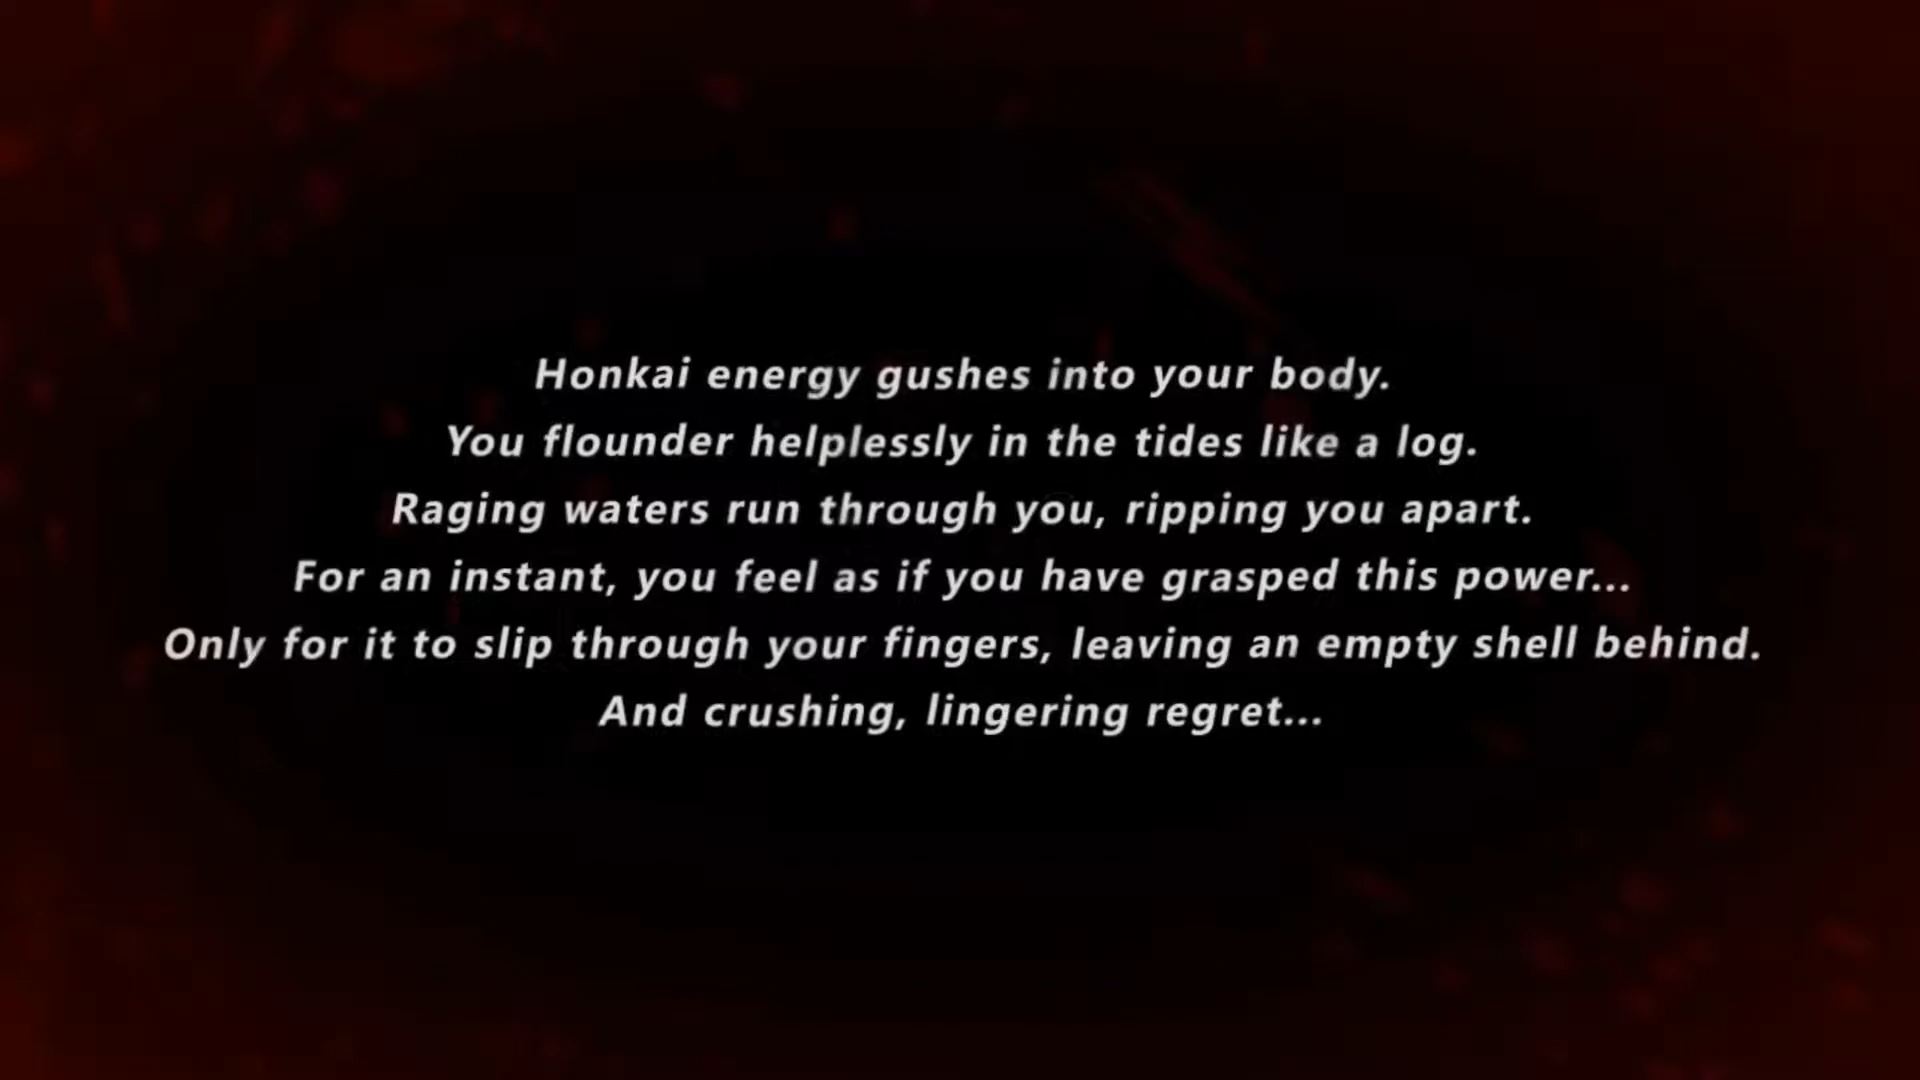 Honkai energy gushes into your body.
You flounder helplessly in the tides like a log.
Raging waters run through you, ripping you apart.
For an instant, you feel as if you have grasped this power...
Only for it to slip through your fingers, leaving an empty shell behind.
And crushing, lingering regret...